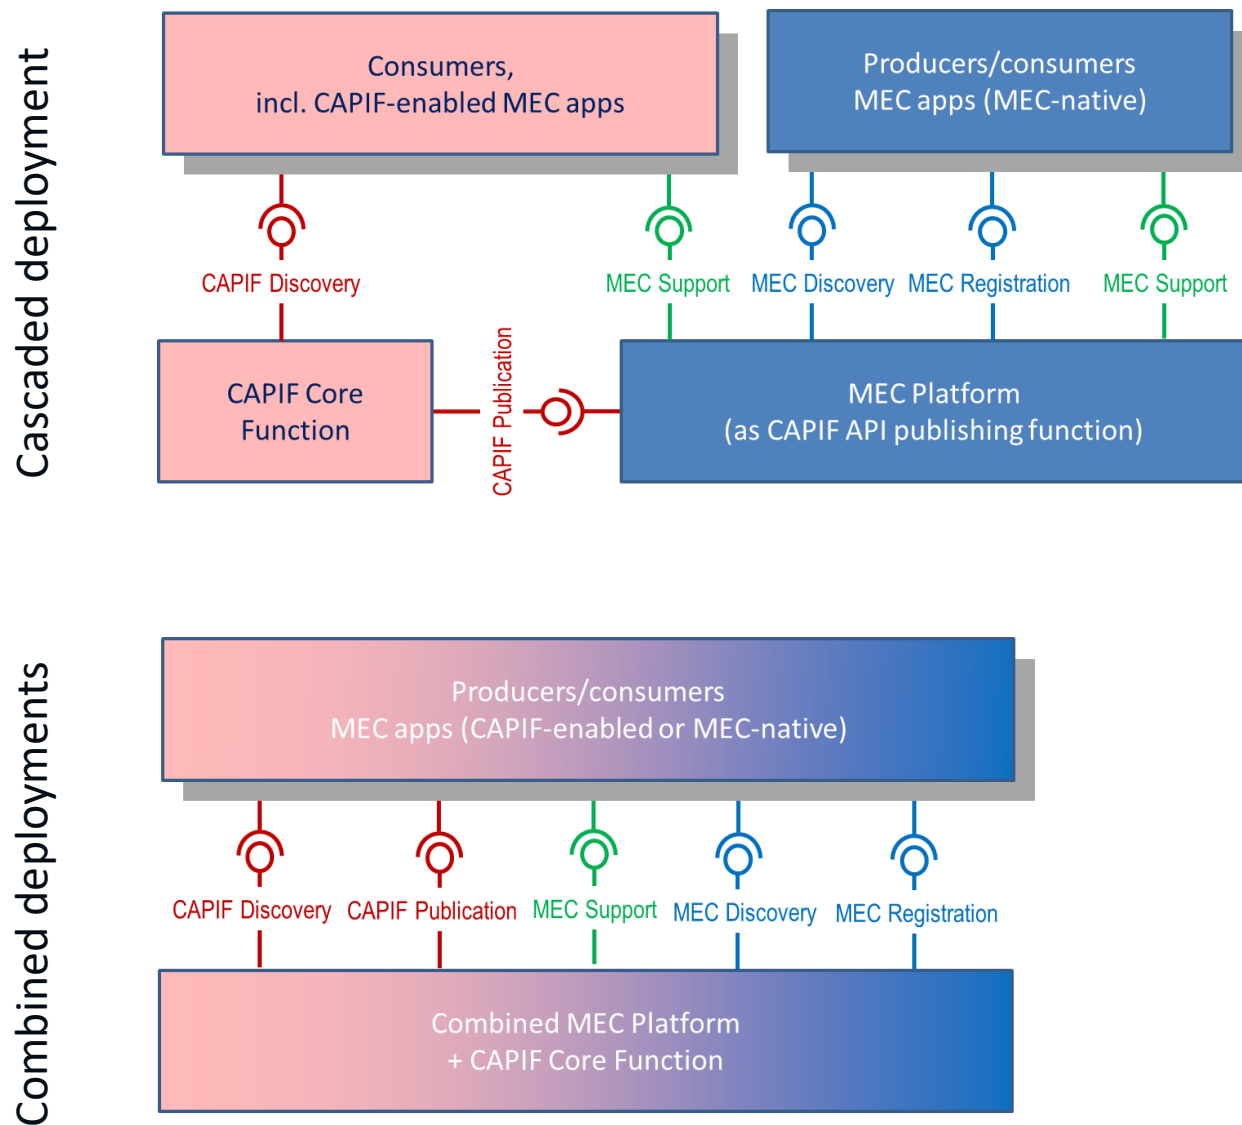 Cascaded deployment
Consumers,
incl. CAPIF-enabled MEC apps
Producers/consumers
MEC apps (MEC-native)
CAPIF Discovery
MEC Support
MEC Discovery
MEC Registration
MEC Support
CAPIF Core
Function
CAPIF Publication
MEC Platform
(as CAPIF API publishing function)
Combined deployments
Producers/consumers
MEC apps (CAPIF-enabled or MEC-native)
CAPIF Discovery
CAPIF Publication
MEC Support
MEC Discovery
MEC Registration
Combined MEC Platform
+ CAPIF Core Function